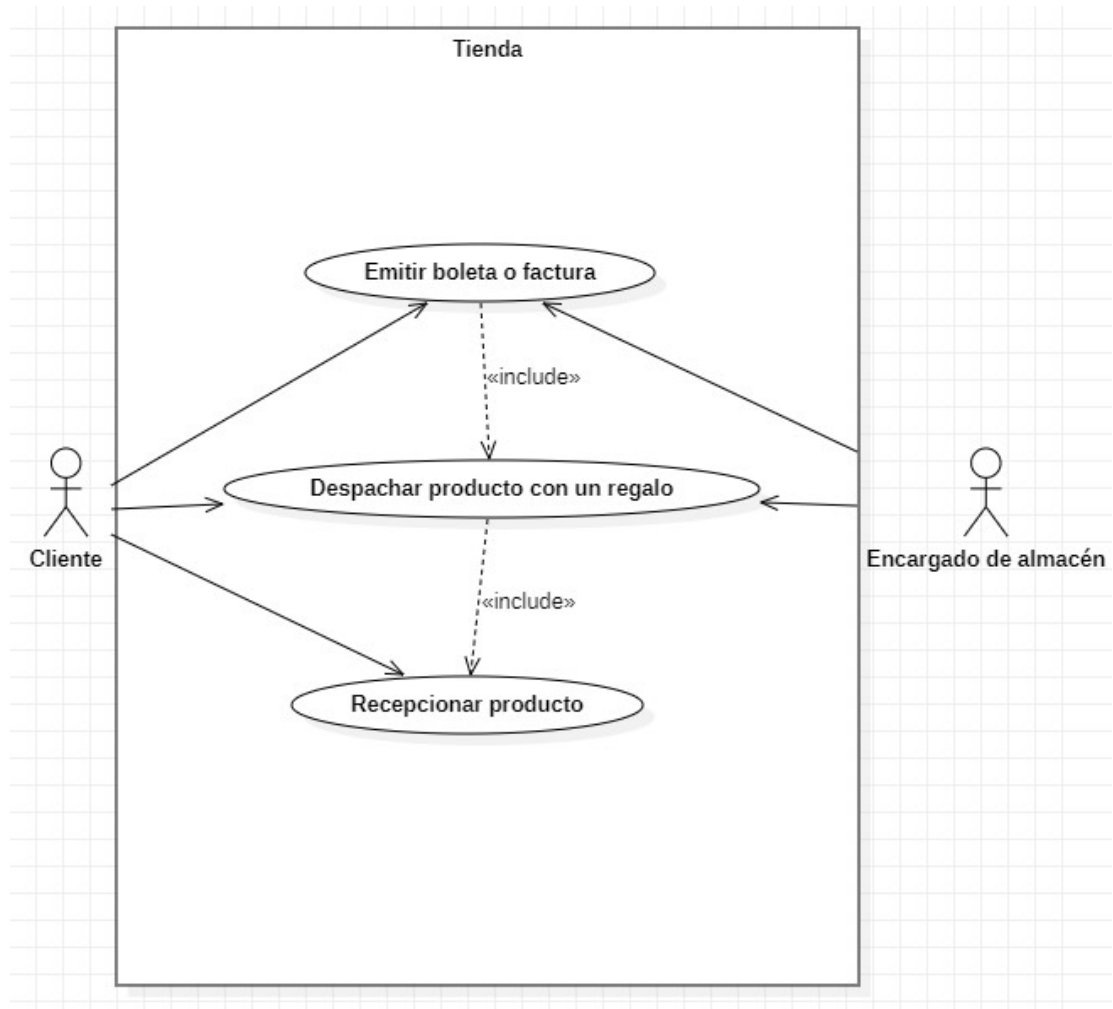 Tienda
Emitir boleta o factura
«include»
Despachar producto con un regalo
Cliente
Encargado de almacén
«include»
Recepcionar producto